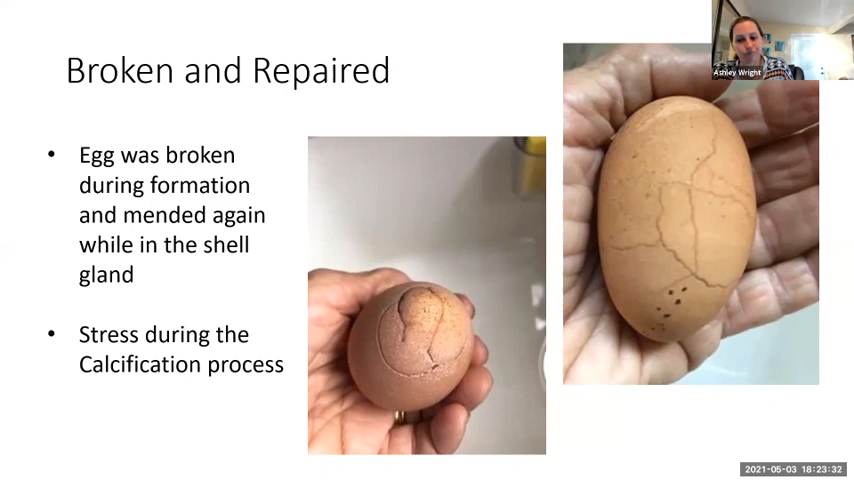 Ashley Wright
Broken and Repaired
• Egg was broken
during formation
and mended again
while in the shell
gland
• Stress during the
Calcification process
2021-05-03 18:23:32